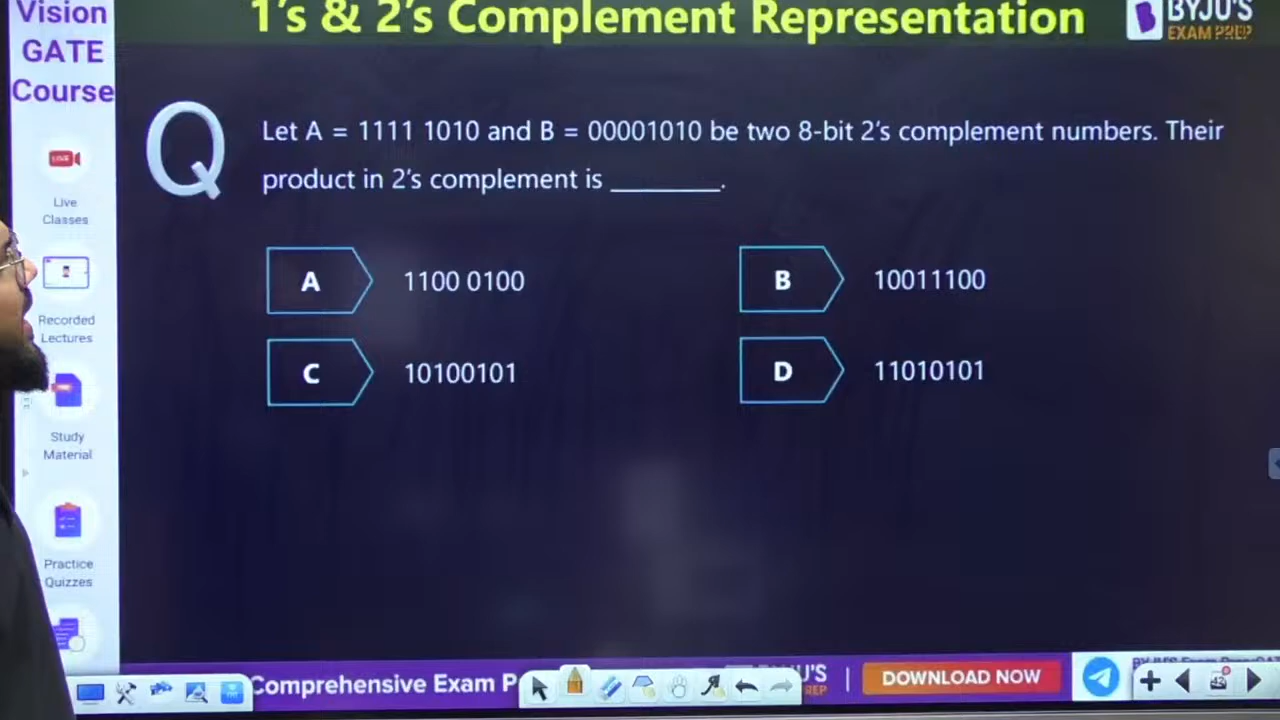 Vision
GATE
Course
1's & 2's Complement Representation
BYJU'S
EXAM PREP
LIVE
Live
Classes
Recorded
Lectures
Study
Material
Practice
Quizzes
Q
Let A = 1111 1010 and B = 00001010 be two 8-bit 2's complement numbers. Their
product in 2's complement is ________.
A 1100 0100
B 10011100
C 10100101
D 11010101
Comprehensive Exam P
DOWNLOAD NOW